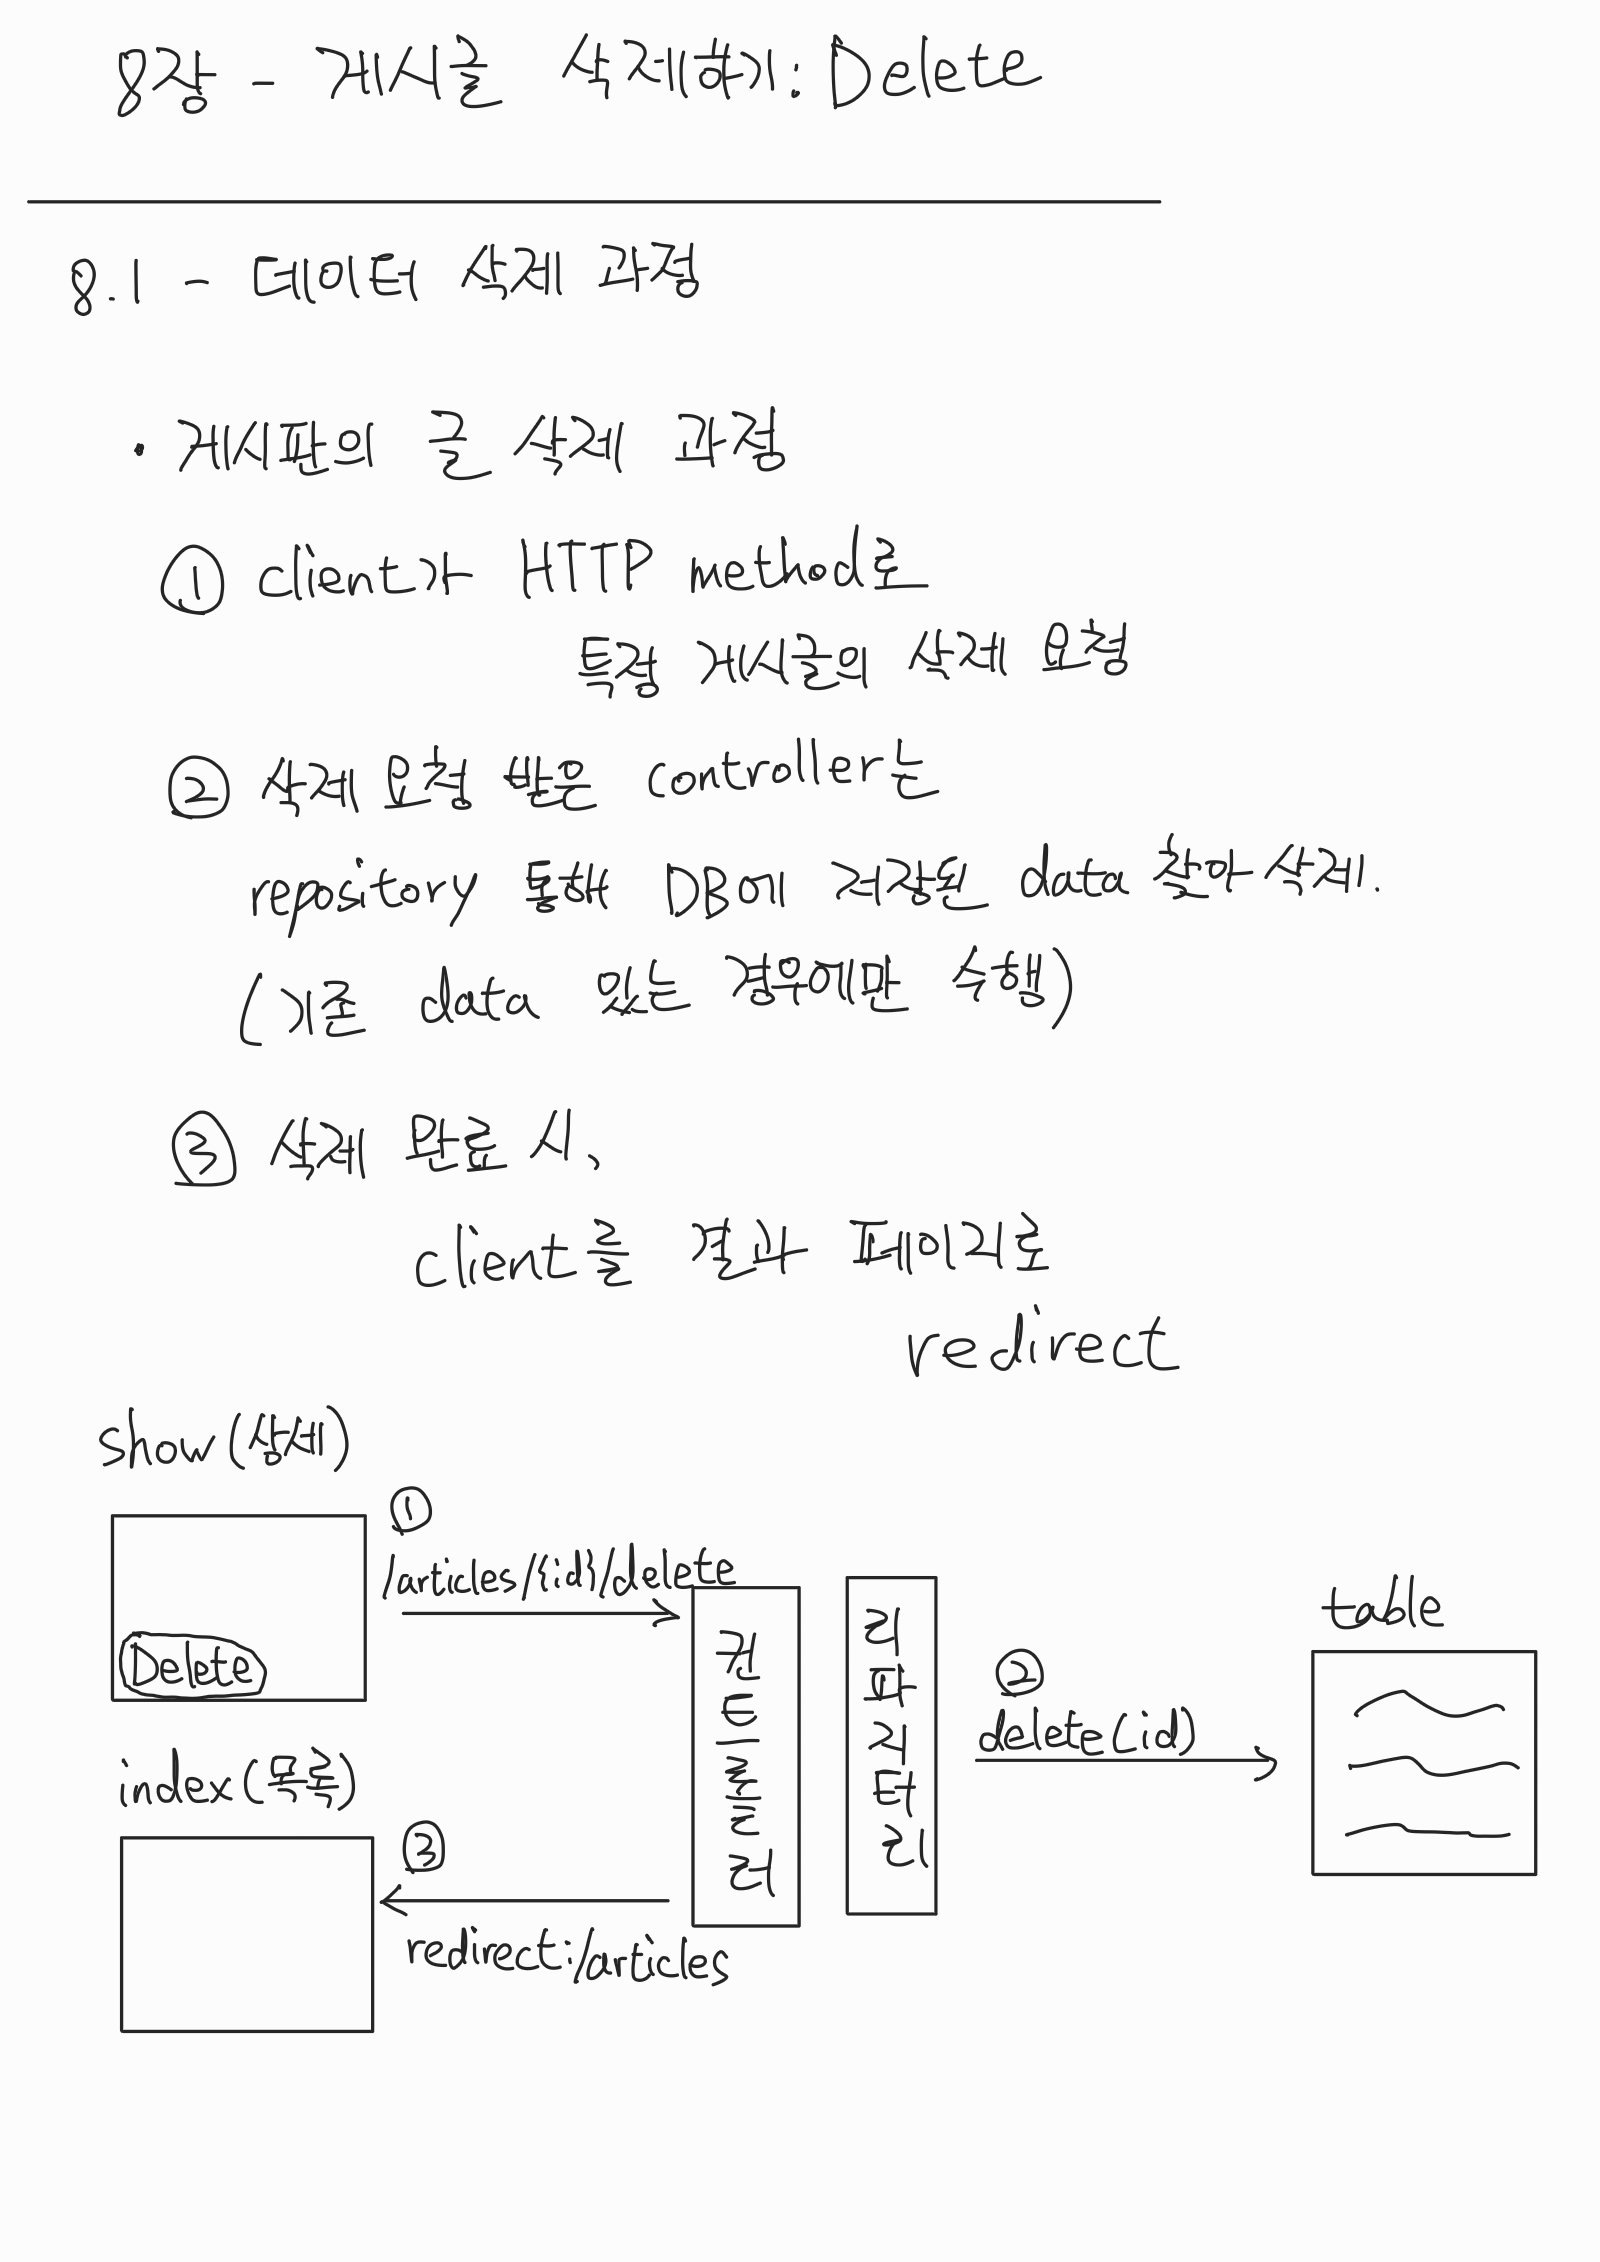 8장 - 게시글 삭제하기: Delete
8.1 - 데이터 삭제 과정
• 게시판의 글 삭제 과정
① client가 HTTP method로
특정 게시글의 삭제 요청
② 삭제 요청 받은 controller는
repository 통해 DB에 저장된 data 찾아 삭제.
(기존 data 있는 경우에만 수행)
③ 삭제 완료 시,
client를 결과 페이지로
redirect
show(상세)
①
/articles/{id}/delete
Delete
컨트롤러
리파지터리
②
delete(id)
table
index(목록)
③
redirect:/articles